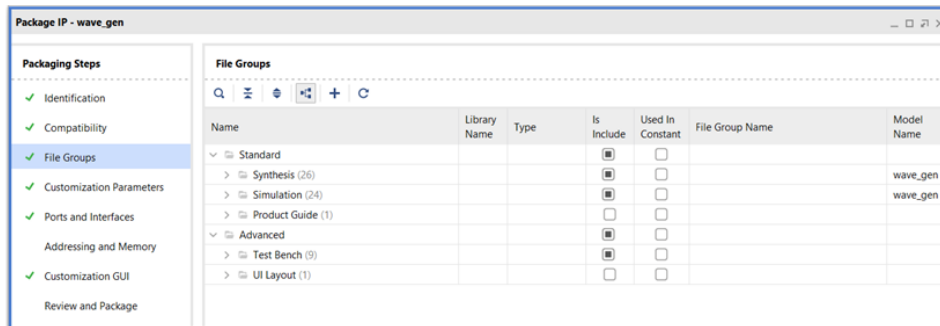 Package IP - wave_gen
Packaging Steps
Identification
Compatibility
File Groups
Customization Parameters
Ports and Interfaces
Addressing and Memory
Customization GUI
Review and Package
File Groups
Name Library Name Type Is Include Used In Constant File Group Name Model Name
Standard
Synthesis (26) wave_gen
Simulation (24) wave_gen
Product Guide (1)
Advanced
Test Bench (9)
UI Layout (1)